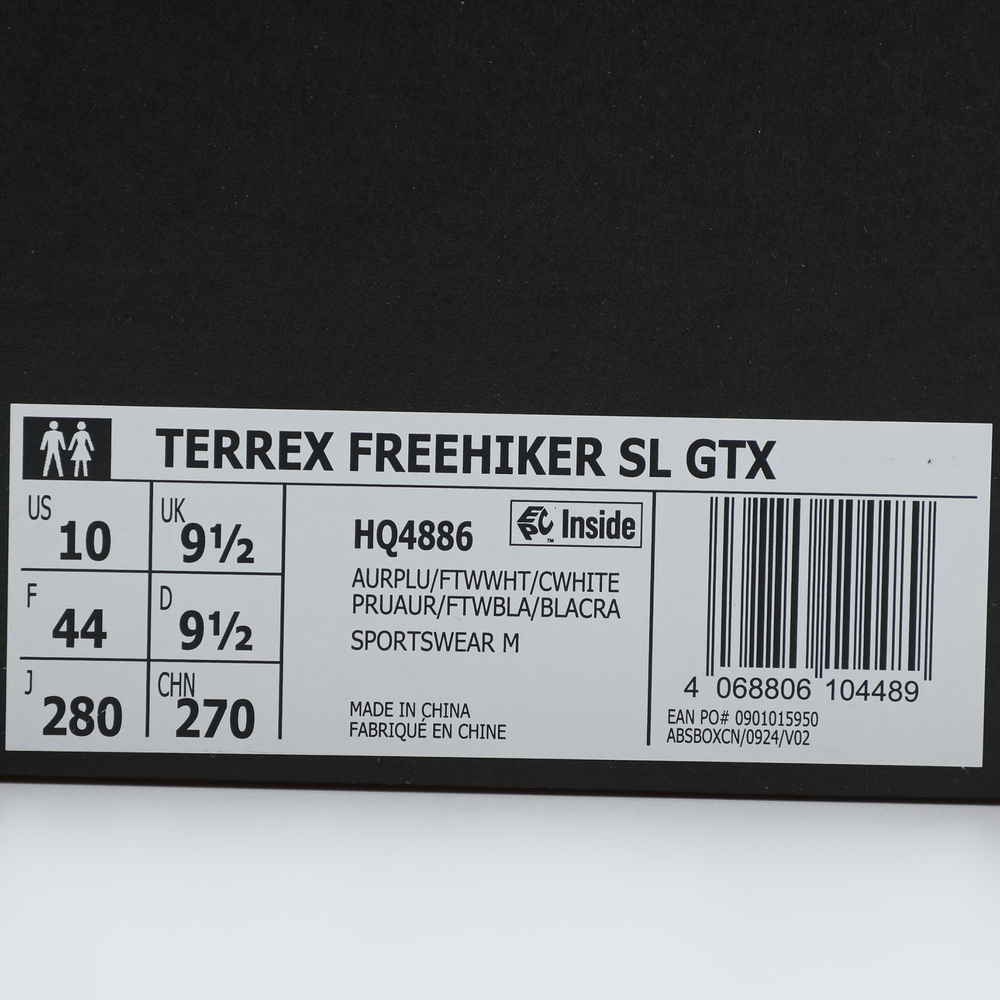 TERREX FREEHIKER SL GTX
US 10 UK 9½
F 44 D 9½
J 280 CHN 270
HQ4886
EPC™ Inside
AURPLU/FTWWHT/CWHITE
PRUAUR/FTWBLA/BLACRA
SPORTSWEAR M
MADE IN CHINA
FABRIQUÉ EN CHINE
4 068806 104489
EAN PO# 0901015950
ABSBOXCN/0924/V02